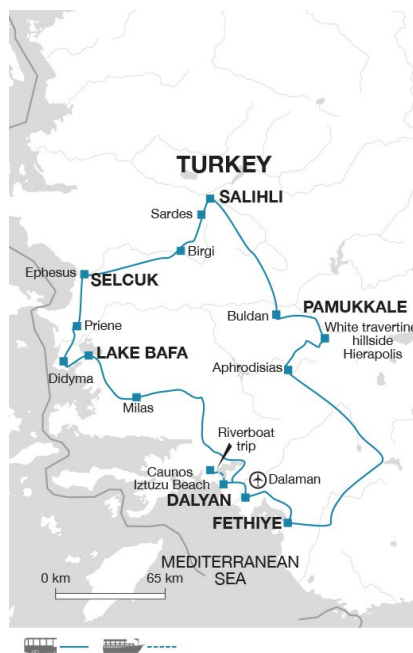 TURKEY
SALIHLI
Sardes
Birgi
Ephesus
SELCUK
Priene
Buldan
PAMUKKALE
White travertine
hillside
Hierapolis
LAKE BAFA
Didyma
Aphrodisias
Milas
Riverboat
trip
Caunos
Iztuzu Beach
Dalaman
DALYAN
FETHIYE
MEDITERRANEAN
SEA
0 km
65 km